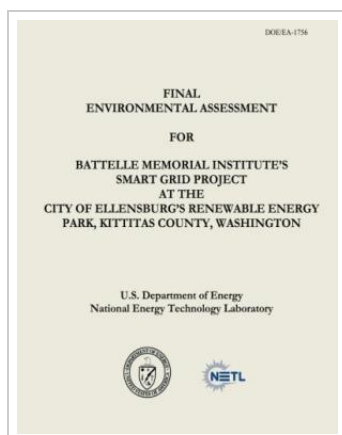 DOE/EA-1756
FINAL
ENVIRONMENTAL ASSESSMENT
FOR
BATTELLE MEMORIAL INSTITUTE'S
SMART GRID PROJECT
AT THE
CITY OF ELLENSBURG'S RENEWABLE ENERGY
PARK, KITTITAS COUNTY, WASHINGTON
U.S. Department of Energy
National Energy Technology Laboratory
NETL